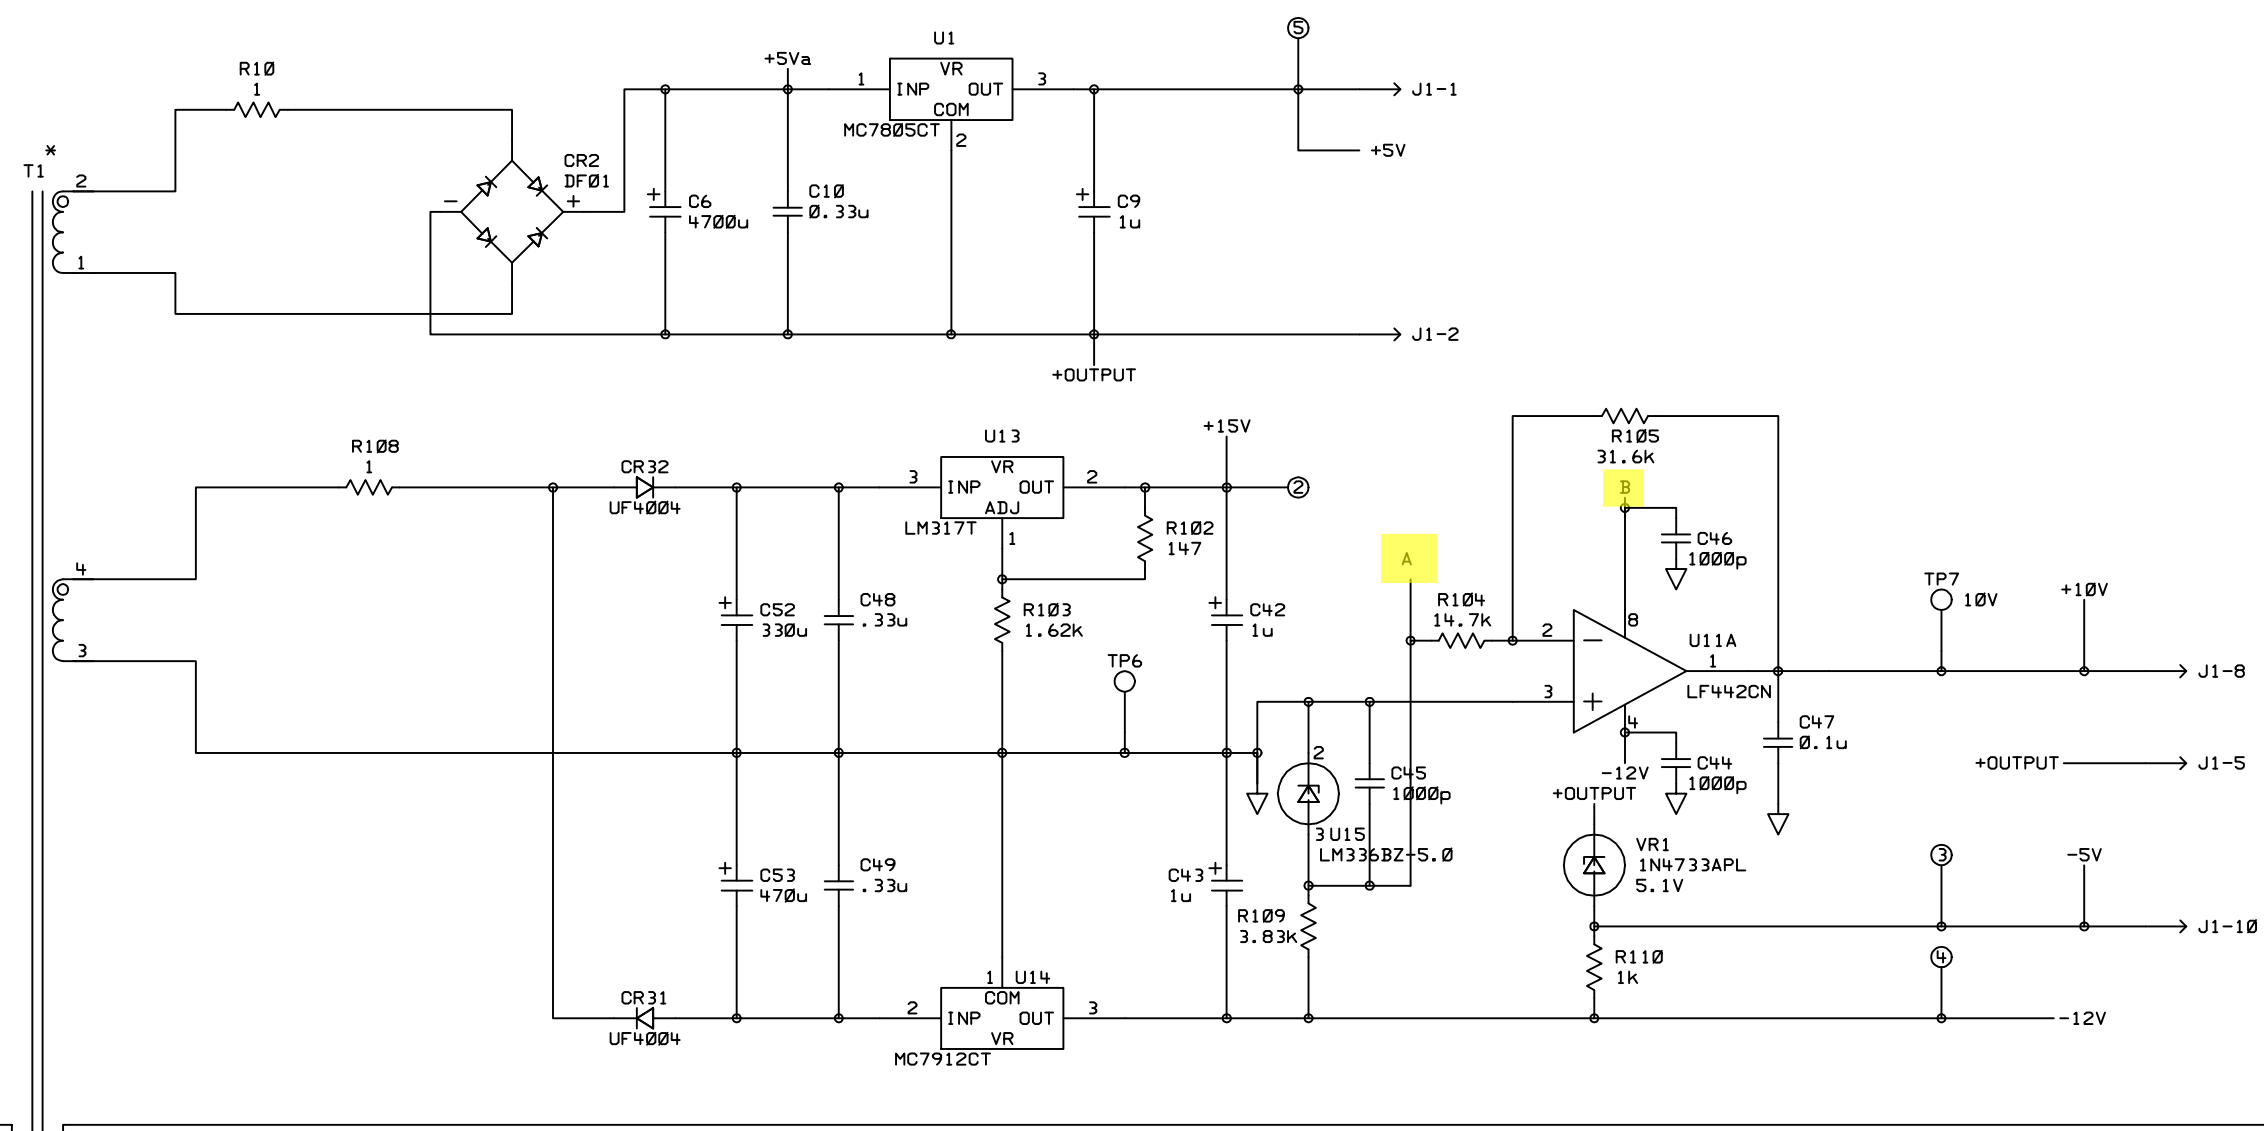 R10
1
*
T1
2
1
CR2
DF01
-
+
+
C6
4700u
+5Va
C10
0.33u
U1
1
INP
VR
OUT
COM
3
2
MC7805CT
+
C9
1u
5
J1-1
+5V
J1-2
+OUTPUT
R108
1
4
3
CR32
UF4004
+
C52
330u
C48
.33u
U13
3
INP
VR
OUT
ADJ
2
1
LM317T
R102
147
R103
1.62k
+15V
2
+
C42
1u
TP6
+
C53
470u
C49
.33u
CR31
UF4004
1
U14
COM
2
INP
OUT
VR
3
MC7912CT
C43
+
1u
R109
3.83k
2
3
U15
LM336BZ-5.0
C45
1000p
A
R104
14.7k
R105
31.6k
B
C46
1000p
8
2
-
3
+
U11A
1
LF442CN
4
-12V
C44
1000p
C47
0.1u
TP7
10V
+10V
J1-8
+OUTPUT
J1-5
+OUTPUT
VR1
1N4733APL
5.1V
3
-5V
J1-10
R110
1k
4
-12V